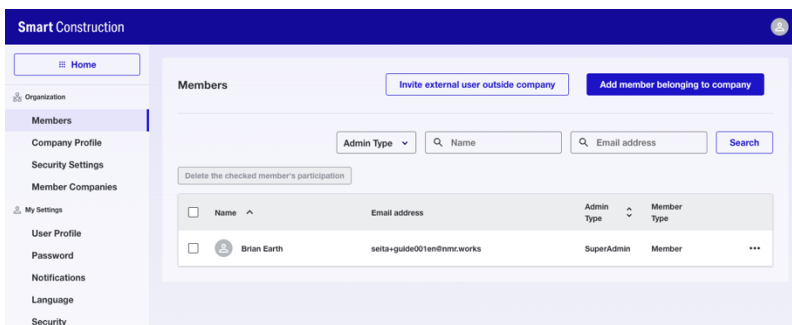 Smart Construction
Home
Organization
Members
Company Profile
Security Settings
Member Companies
My Settings
User Profile
Password
Notifications
Language
Security
Members
Invite external user outside company
Add member belonging to company
Admin Type
Name
Email address
Search
Delete the checked member's participation
Name
Email address
Admin
Type
Member
Type
Brian Earth
seita+guide001en@nmr.works
SuperAdmin
Member